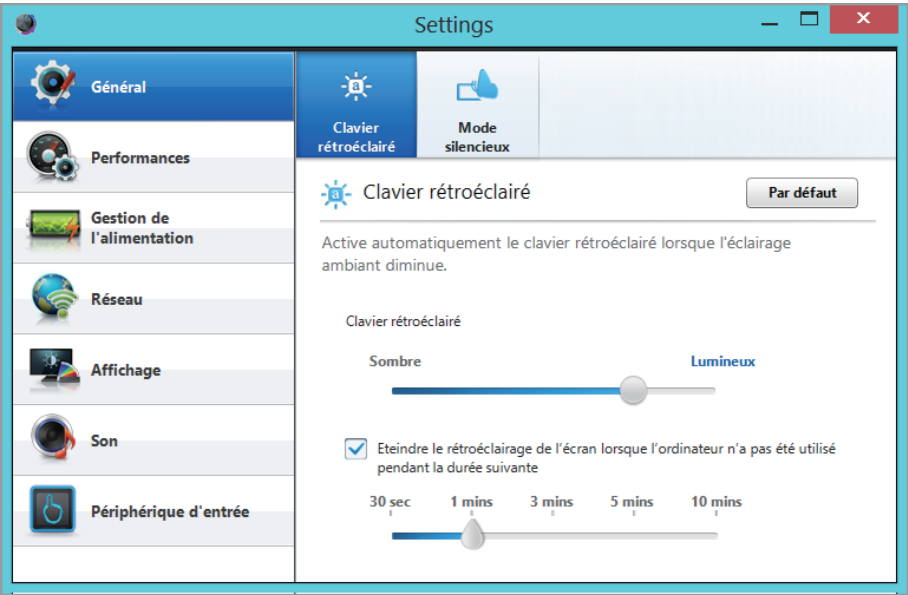 Settings
Général
Performances
Gestion de
l'alimentation
Réseau
Affichage
Son
Périphérique d'entrée
Clavier
rétroéclairé
Mode
silencieux
a
Clavier rétroéclairé
Par défaut
Active automatiquement le clavier rétroéclairé lorsque l'éclairage
ambiant diminue.
Clavier rétroéclairé
Sombre Lumineux
Eteindre le rétroéclairage de l'écran lorsque l'ordinateur n'a pas été utilisé
pendant la durée suivante
30 sec 1 mins 3 mins 5 mins 10 mins